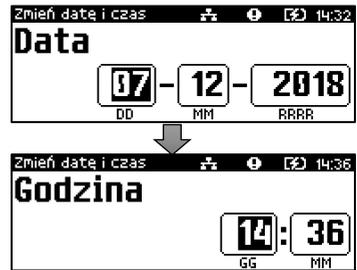 Zmień datę i czas 14:32
Data
07-12-2018
DD MM RRRR
Zmień datę i czas 14:36
Godzina
14:36
GG MM